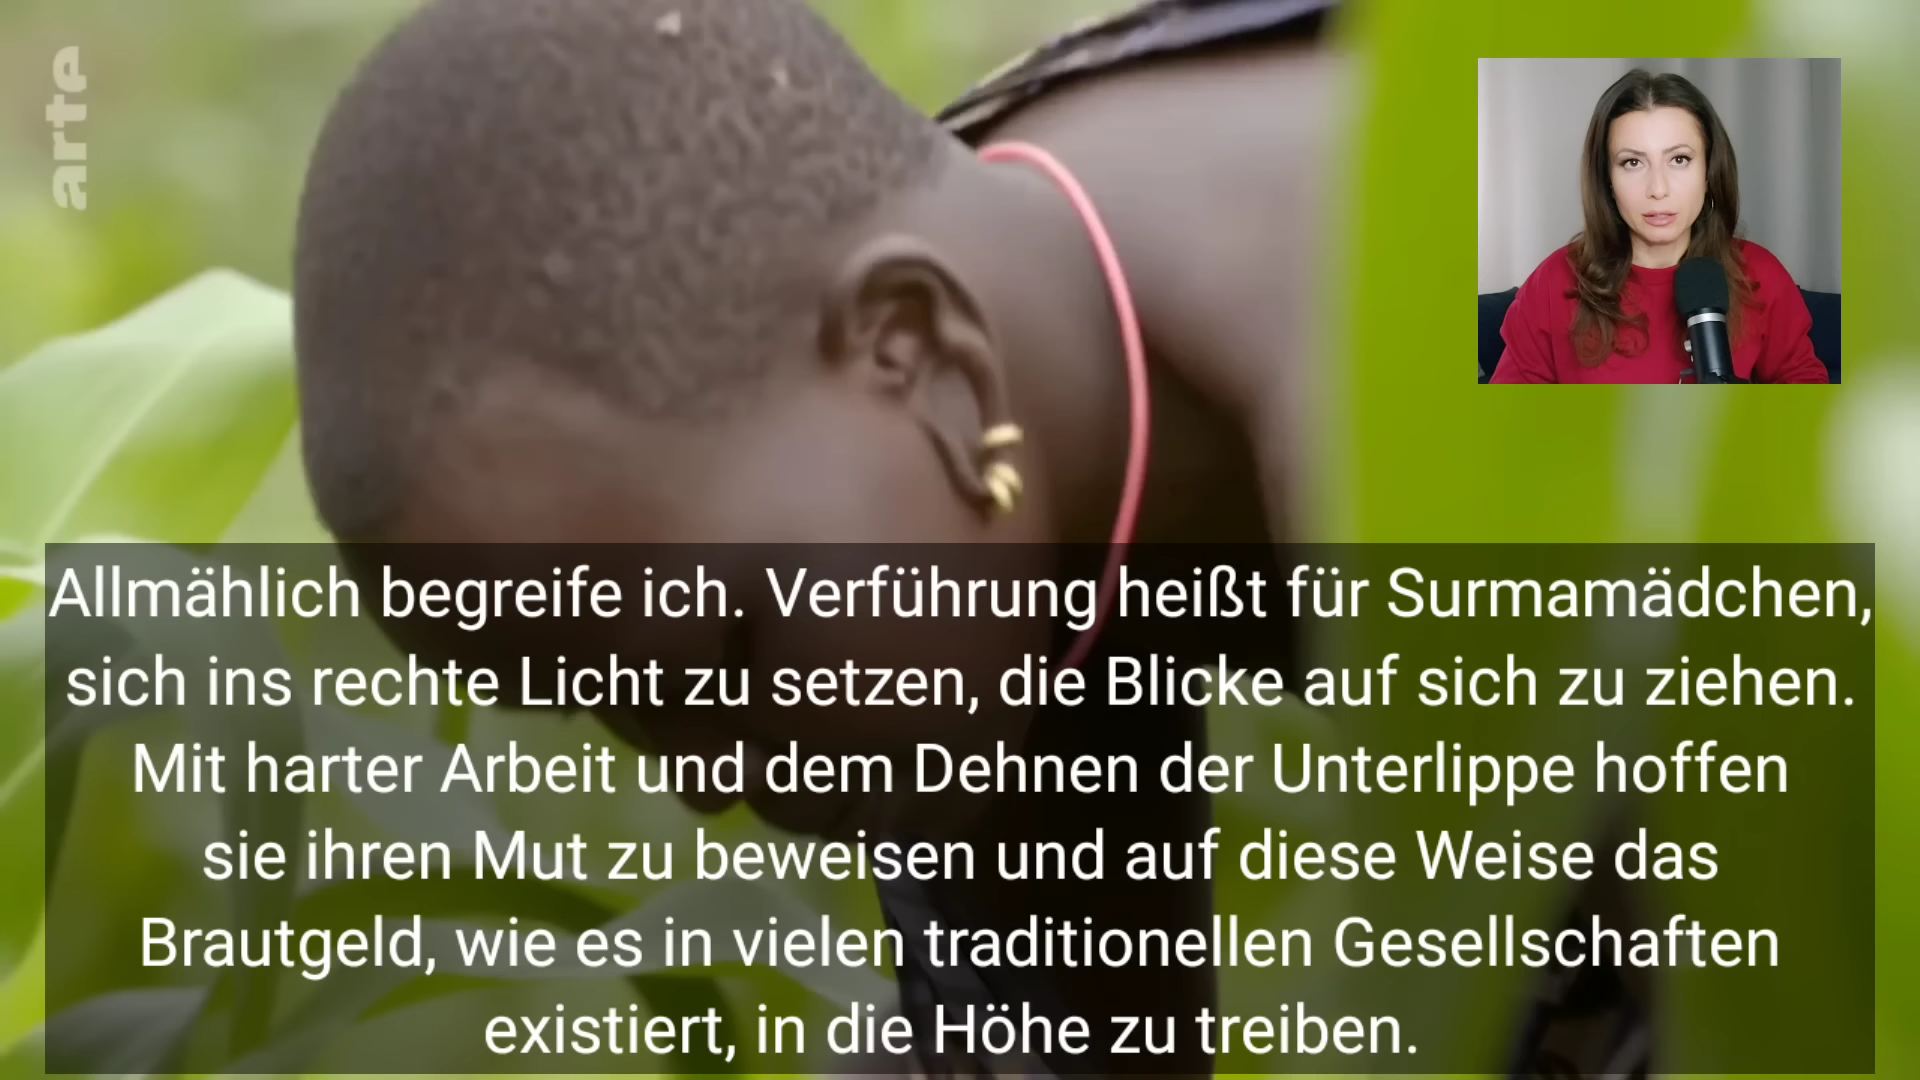 arte
Allmählich begreife ich. Verführung heißt für Surmamädchen,
sich ins rechte Licht zu setzen, die Blicke auf sich zu ziehen.
Mit harter Arbeit und dem Dehnen der Unterlippe hoffen
sie ihren Mut zu beweisen und auf diese Weise das
Brautgeld, wie es in vielen traditionellen Gesellschaften
existiert, in die Höhe zu treiben.